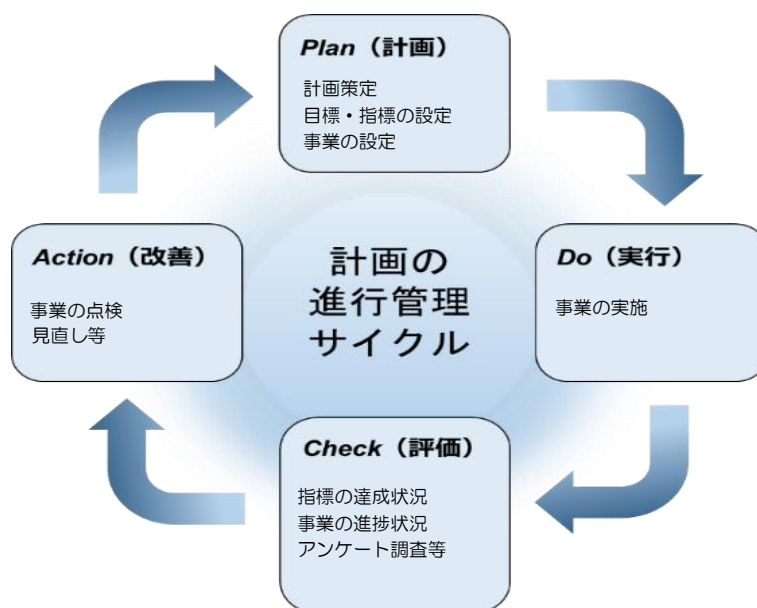 Plan（計画）
計画策定
目標・指標の設定
事業の設定
Action（改善）
事業の点検
見直し等
計画の
進行管理
サイクル
Do（実行）
事業の実施
Check（評価）
指標の達成状況
事業の進捗状況
アンケート調査等